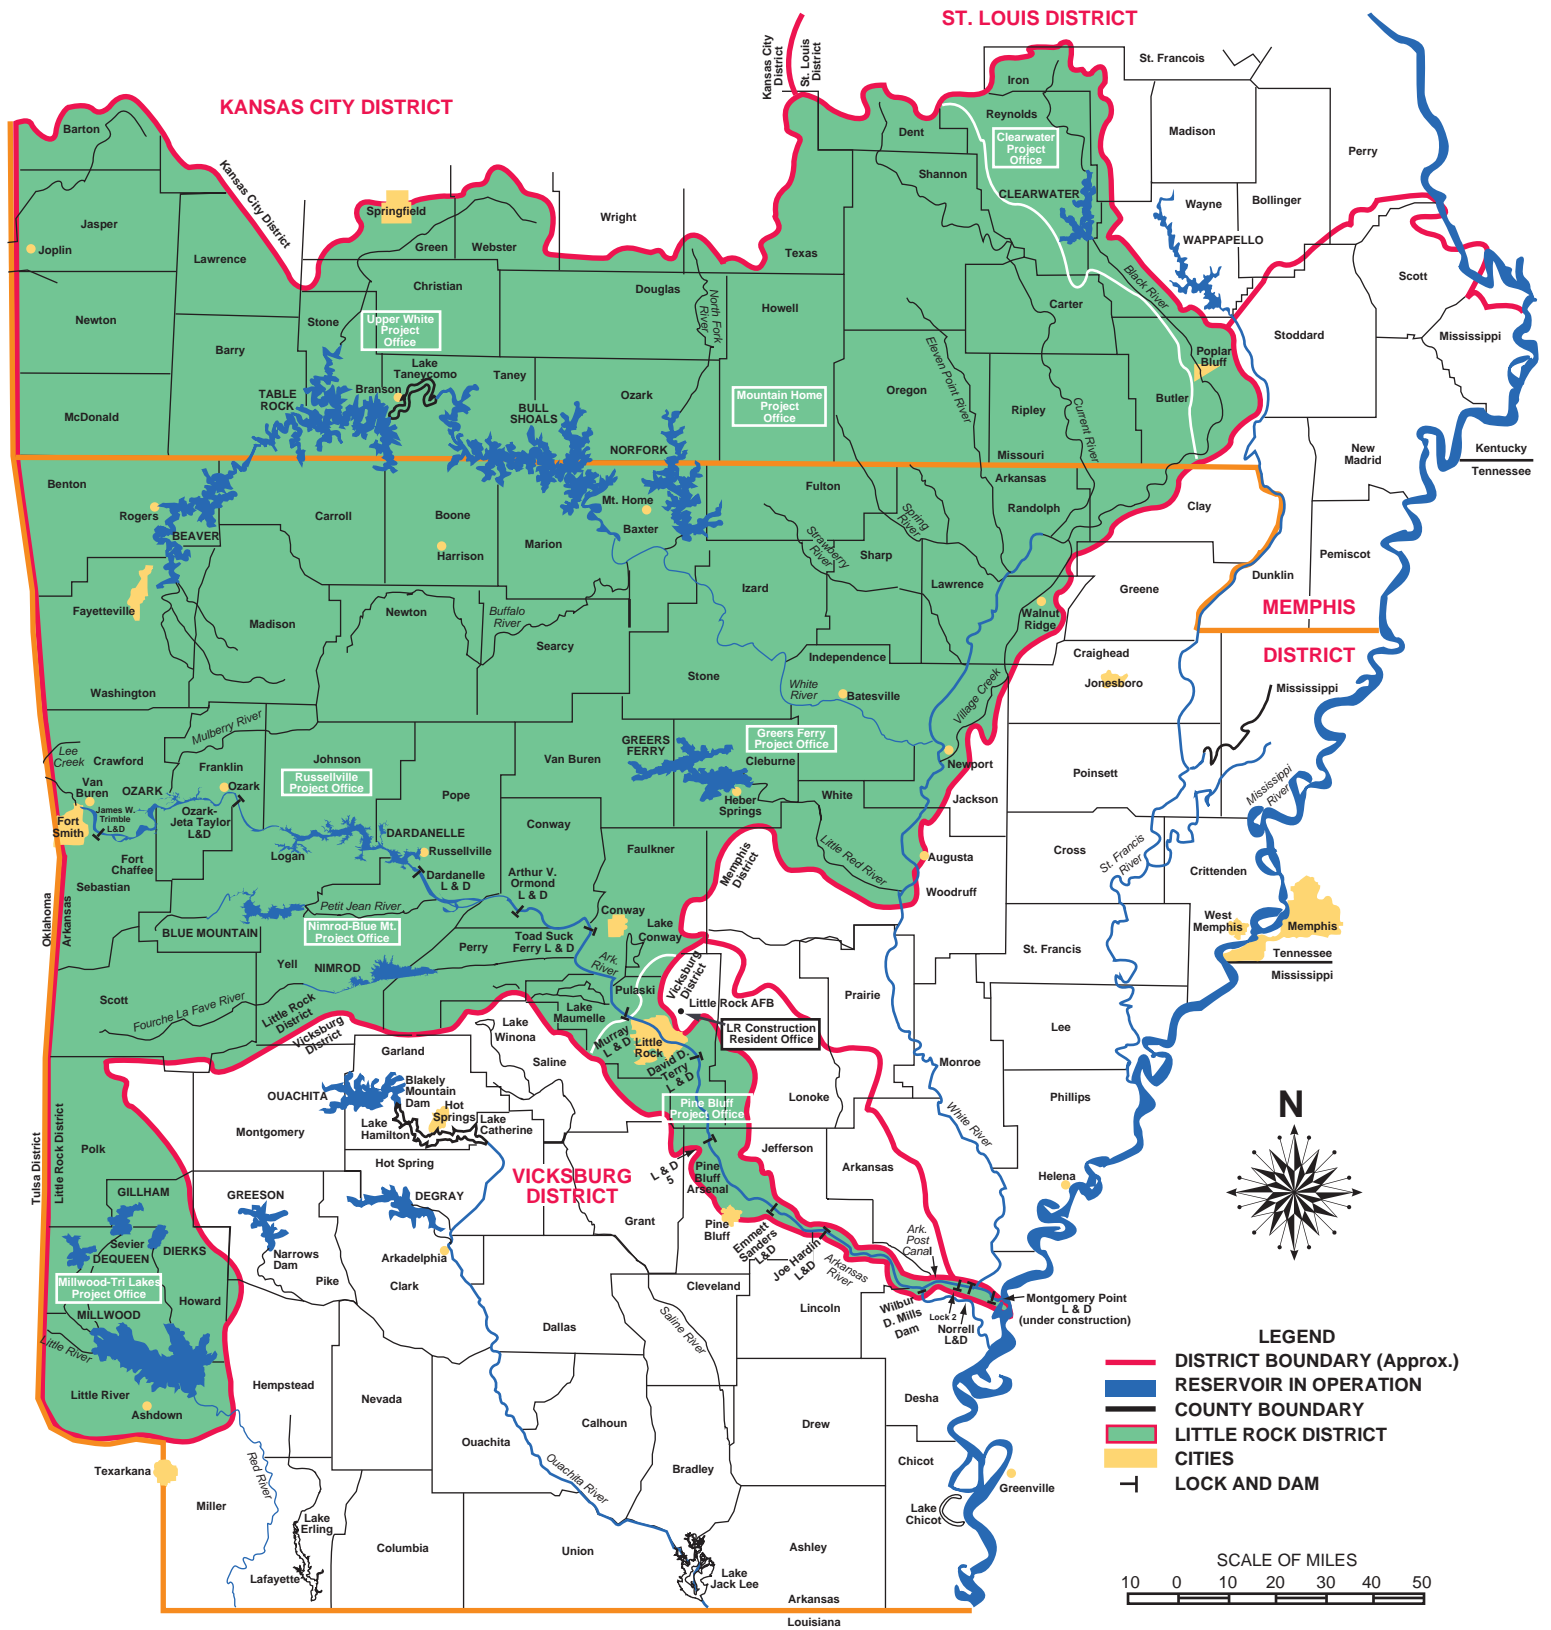 ST. LOUIS DISTRICT
KANSAS CITY DISTRICT
Kansas City
District
St. Louis
District
Kansas City District
St. Francois
Iron
Reynolds
Madison
Perry
Barton
Dent
Clearwater
Project
Office
Shannon
CLEARWATER
Wayne
Bollinger
Jasper
Springfield
Wright
Joplin
Green
Webster
Texas
WAPPAPELLO
Lawrence
Scott
Christian
Douglas
North Fork
River
Howell
Black River
Carter
Newton
Stone
Upper White
Project
Office
Stoddard
Mississippi
Barry
Lake
Taneycomo
Taney
Poplar
Bluff
Eleven Point River
TABLE
ROCK
Branson
Ozark
Mountain Home
Project
Office
Oregon
Ripley
Current River
Butler
McDonald
BULL
SHOALS
NORFORK
Missouri
Arkansas
New
Madrid
Kentucky
Tennessee
Benton
Rogers
BEAVER
Carroll
Boone
Harrison
Marion
Mt. Home
Baxter
Fulton
Strawberry
River
Spring
River
Sharp
Randolph
Clay
Pemiscot
Dunklin
Fayetteville
Madison
Newton
Buffalo
River
Izard
Lawrence
Walnut
Ridge
Greene
MEMPHIS
DISTRICT
Searcy
Independence
Craighead
Jonesboro
Mississippi
Washington
Stone
White
River
Batesville
Village Creek
Mulberry River
Lee
Creek
Crawford
Franklin
Johnson
Russellville
Project Office
Van Buren
GREERS
FERRY
Greers Ferry
Project Office
Cleburne
Newport
Poinsett
Mississippi
River
Van
Buren
OZARK
Ozark
James W.
Trimble
L&D
Fort
Smith
Ozark-
Jeta Taylor
L&D
Pope
Heber
Springs
White
Jackson
Logan
DARDANELLE
Russellville
Conway
Faulkner
Memphis
District
Little Red River
Augusta
Cross
St. Francis
River
Crittenden
Fort
Chaffee
Sebastian
Dardanelle
L & D
Arthur V.
Ormond
L & D
Woodruff
Oklahoma
Arkansas
Petit Jean River
BLUE MOUNTAIN
Nimrod-Blue Mt.
Project Office
Conway
Toad Suck
Ferry L & D
Lake
Conway
Perry
West
Memphis
Memphis
Tennessee
Mississippi
St. Francis
Yell
NIMROD
Ark.
River
Pulaski
Vicksburg
District
Scott
Fourche La Fave River
Little Rock
District
Vicksburg
District
Lake
Maumelle
Little Rock AFB
Prairie
LR Construction
Resident Office
Lee
Lake
Winona
Murray
L & D
Little
Rock
David D.
Terry
L & D
Garland
Saline
Monroe
OUACHITA
Blakely
Mountain
Dam
Hot
Springs
Lake
Hamilton
Lake
Catherine
Pine Bluff
Project Office
Lonoke
Phillips
White River
N
Tulsa District
Little Rock District
Polk
Montgomery
Hot Spring
VICKSBURG
DISTRICT
L & D
5
Pine
Bluff
Arsenal
Jefferson
Arkansas
Helena
GILLHAM
GREESON
DEGRAY
Grant
Pine
Bluff
Emmett
Sanders
L&D
Joe Hardin
L&D
Ark.
Post
Canal
Sevier
DEQUEEN
DIERKS
Narrows
Dam
Arkadelphia
Arkansas
River
Millwood-Tri Lakes
Project Office
Howard
Pike
Clark
Cleveland
Lincoln
Wilbur
D. Mills
Dam
Lock 2
Norrell
L&D
Montgomery Point
L & D
(under construction)
MILLWOOD
Little River
Dallas
Saline River
Little River
Ashdown
Hempstead
Nevada
Calhoun
Drew
Desha
LEGEND
DISTRICT BOUNDARY (Approx.)
RESERVOIR IN OPERATION
COUNTY BOUNDARY
LITTLE ROCK DISTRICT
CITIES
LOCK AND DAM
Ouachita
Ouachita River
Bradley
Chicot
Greenville
Texarkana
Red River
Miller
Lake
Erling
Lake
Chicot
Lafayette
Columbia
Union
Lake
Jack Lee
Ashley
Arkansas
Louisiana
SCALE OF MILES
10 0 10 20 30 40 50